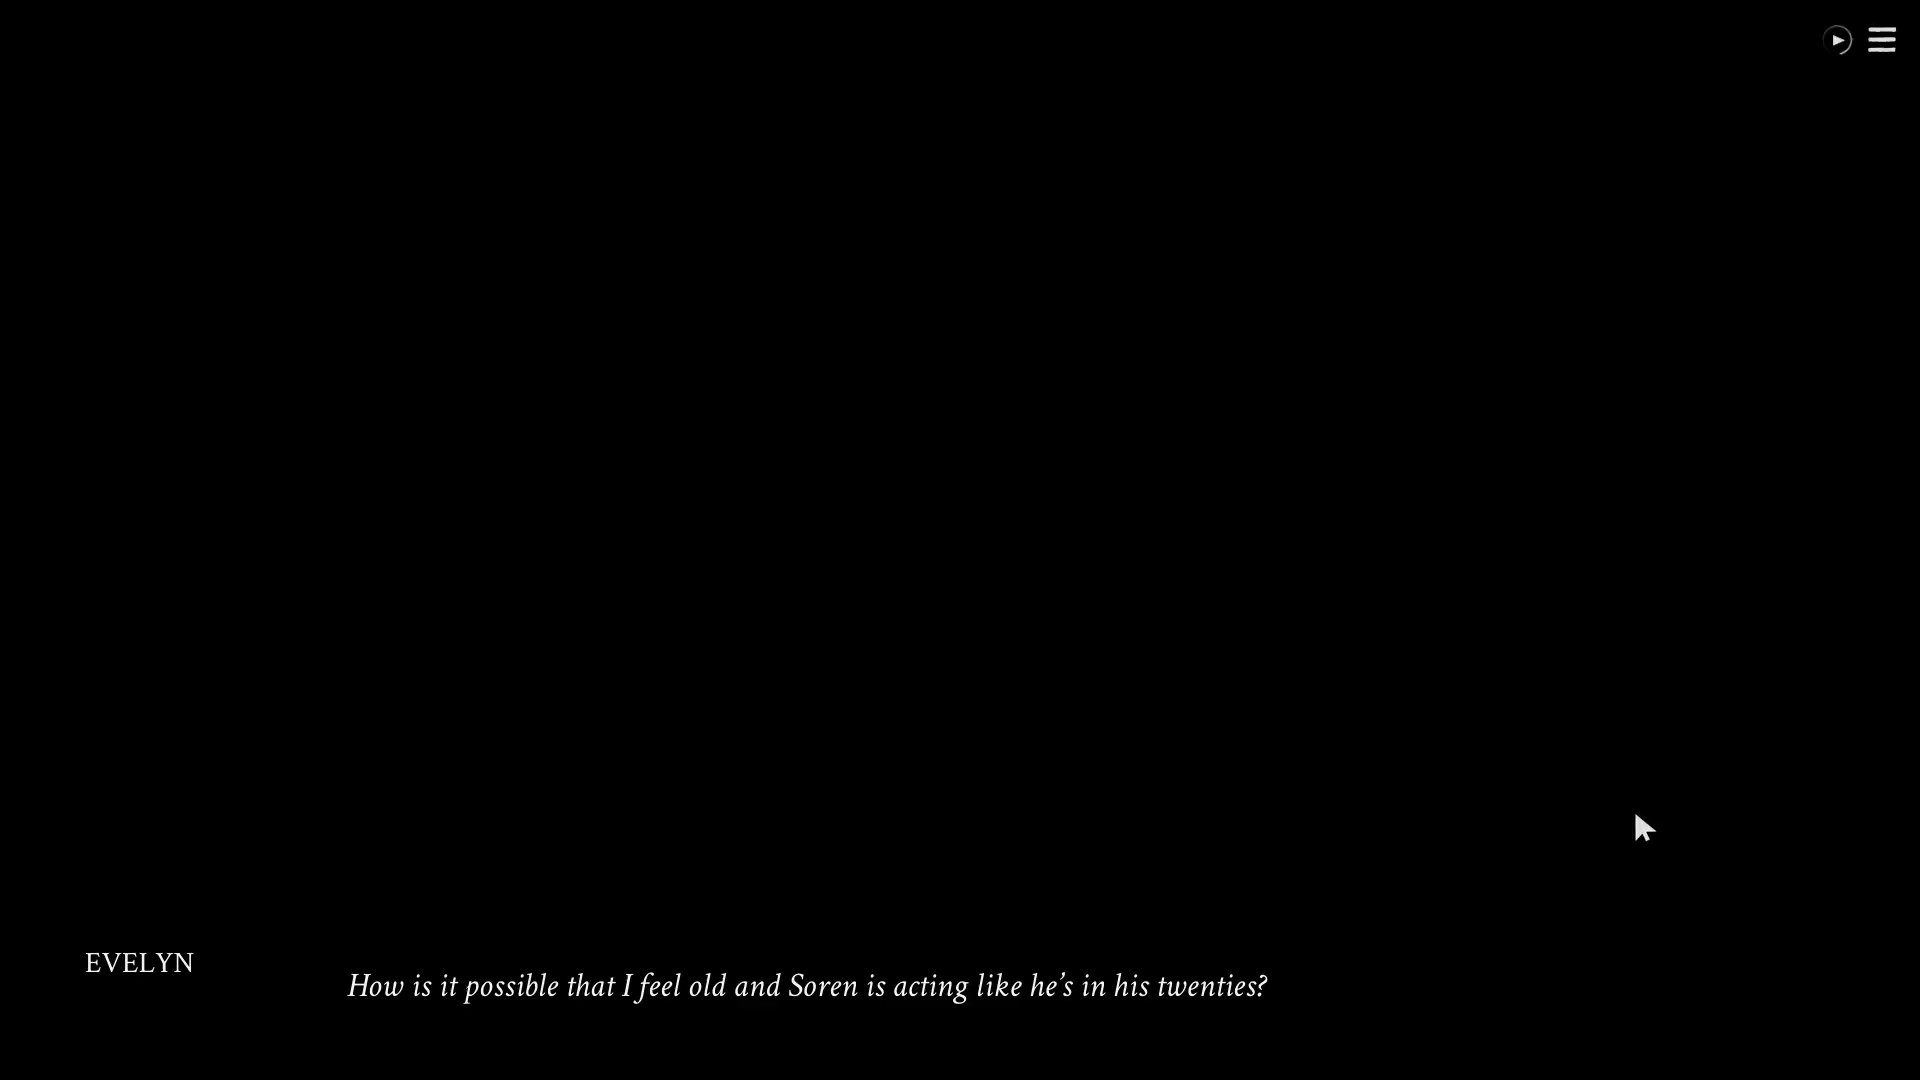 EVELYN
How is it possible that I feel old and Soren is acting like he’s in his twenties?